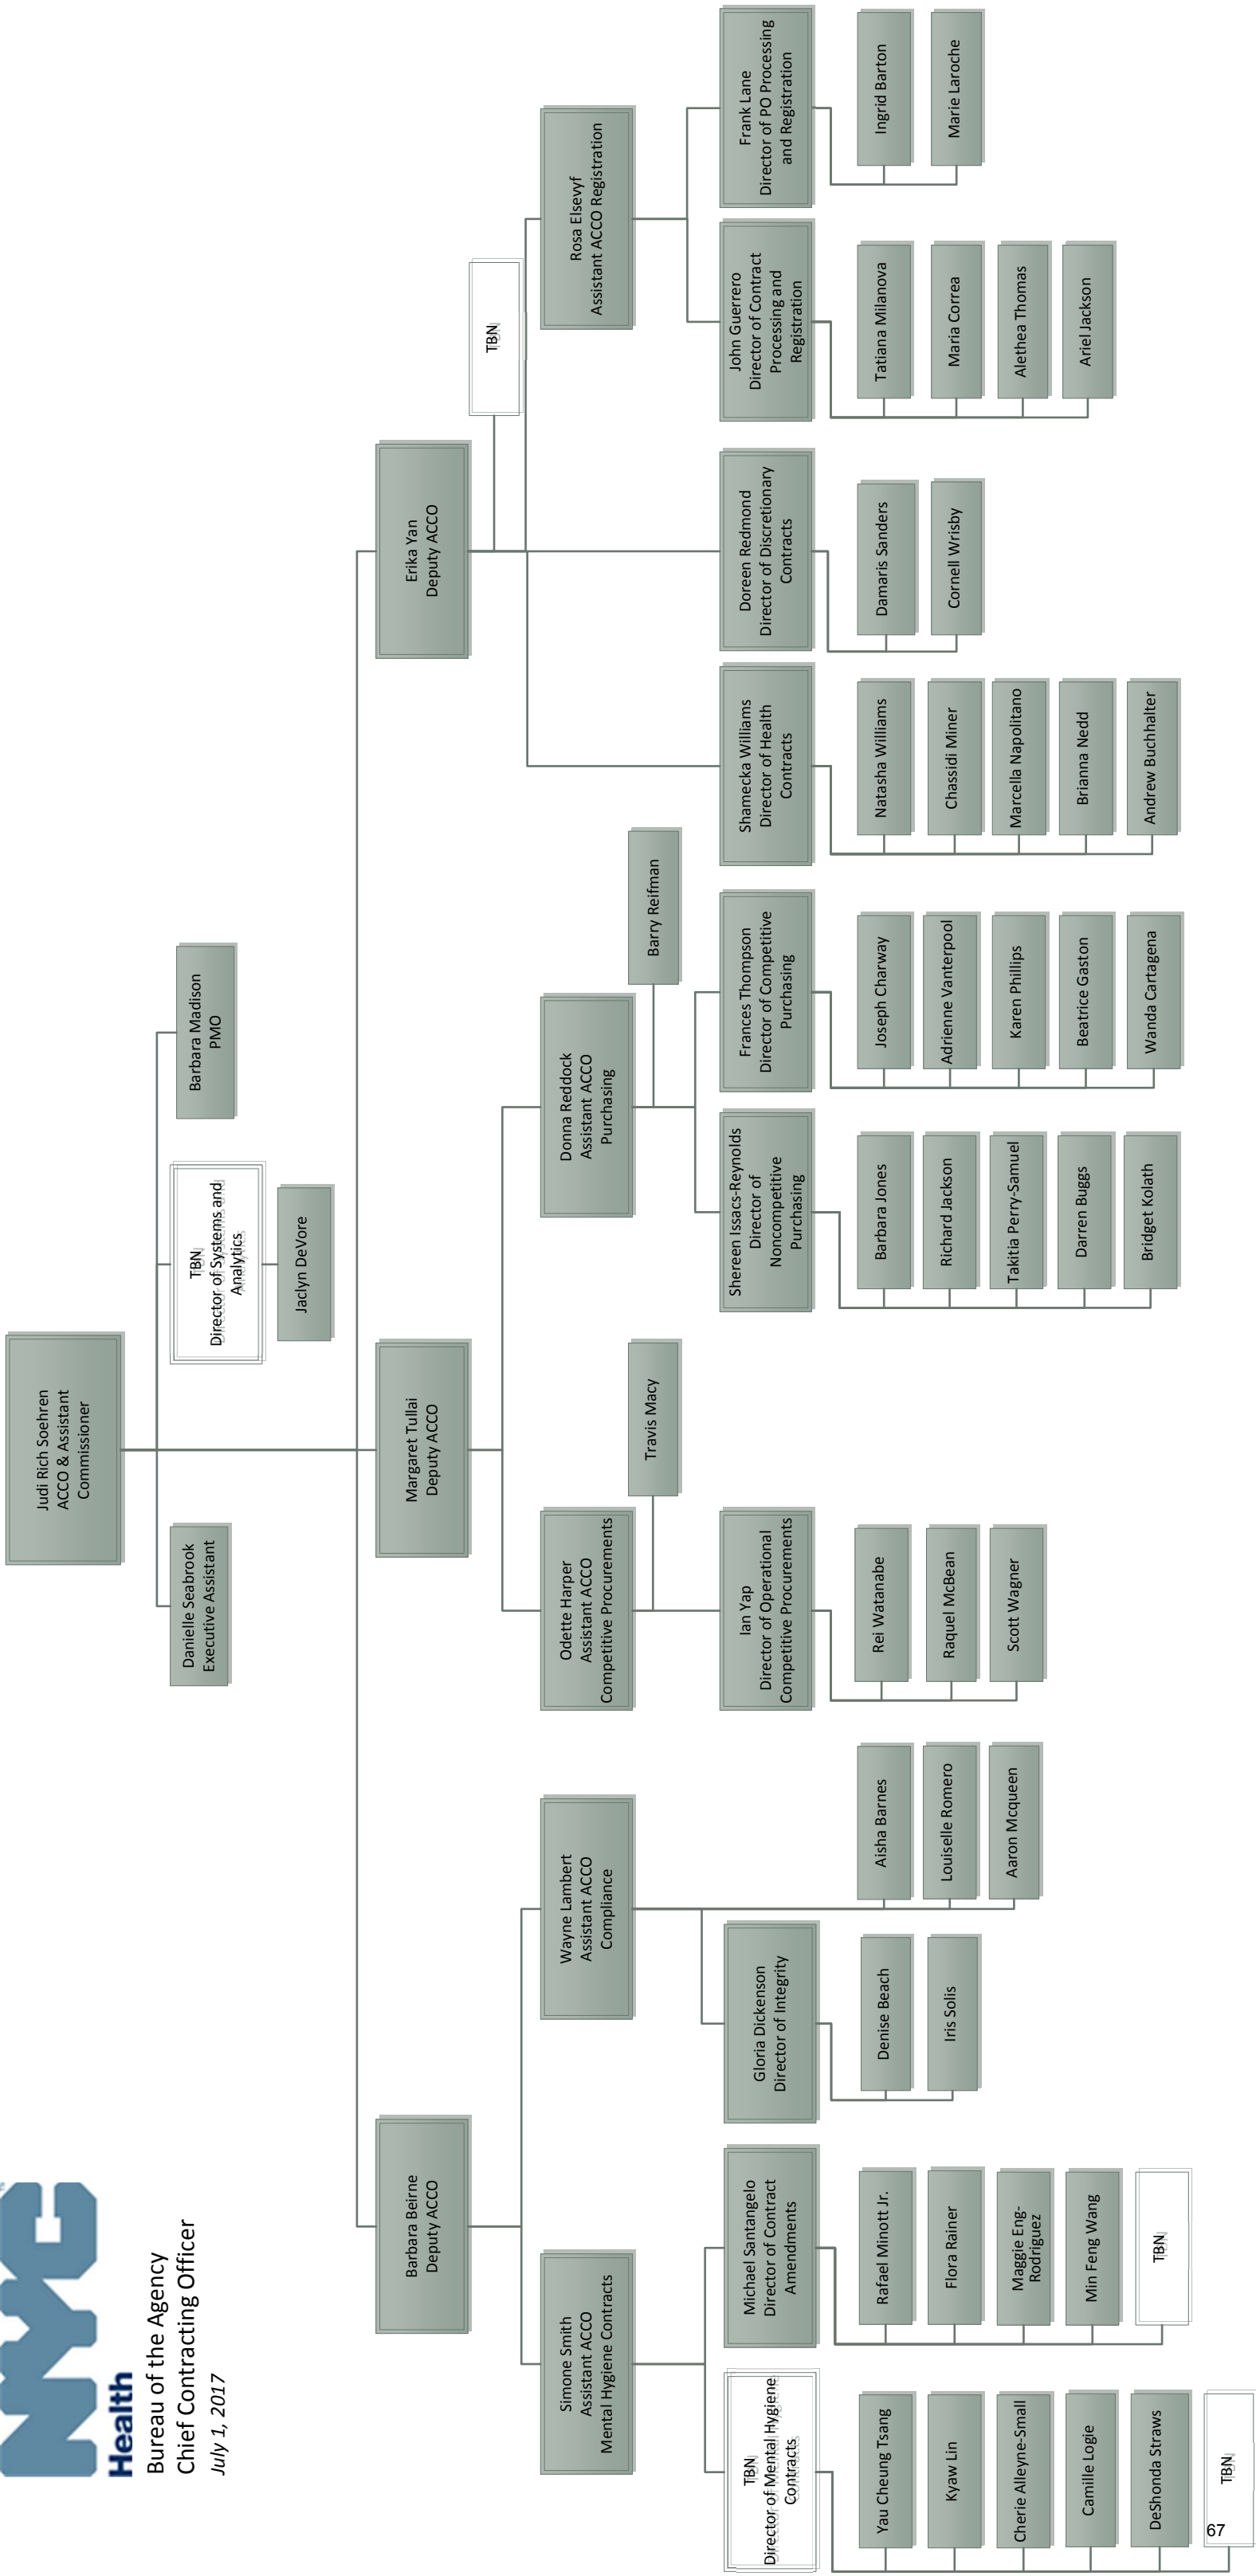 NYC
Health
Bureau of the Agency
Chief Contracting Officer
July 1, 2017
Judi Rich Soehren
ACCO & Assistant
Commissioner
Danielle Seabrook
Executive Assistant
TBN
Director of Systems and
Analytics
Jaclyn DeVore
Barbara Madison
PMO
Barbara Beirne
Deputy ACCO
Margaret Tullai
Deputy ACCO
Erika Yan
Deputy ACCO
TBN
Simone Smith
Assistant ACCO
Mental Hygiene Contracts
Wayne Lambert
Assistant ACCO
Compliance
Odette Harper
Assistant ACCO
Competitive Procurements
Donna Reddock
Assistant ACCO
Purchasing
Rosa Elsevyf
Assistant ACCO Registration
Travis Macy
Barry Reifman
TBN
Director of Mental Hygiene
Contracts
Yau Cheung Tsang
Kyaw Lin
Cherie Alleyne-Small
Camille Logie
DeShonda Straws
TBN
Michael Santangelo
Director of Contract
Amendments
Rafael Minott Jr.
Flora Rainer
Maggie Eng-
Rodriguez
Min Feng Wang
TBN
Gloria Dickenson
Director of Integrity
Denise Beach
Iris Solis
Aisha Barnes
Louiselle Romero
Aaron Mcqueen
Ian Yap
Director of Operational
Competitive Procurements
Rei Watanabe
Raquel McBean
Scott Wagner
Shereen Issacs-Reynolds
Director of
Noncompetitive
Purchasing
Barbara Jones
Richard Jackson
Takitia Perry-Samuel
Darren Buggs
Bridget Kolath
Frances Thompson
Director of Competitive
Purchasing
Joseph Charway
Adrienne Vanterpool
Karen Phillips
Beatrice Gaston
Wanda Cartagena
Shamecka Williams
Director of Health
Contracts
Natasha Williams
Chassidi Miner
Marcella Napolitano
Brianna Nedd
Andrew Buchhalter
Doreen Redmond
Director of Discretionary
Contracts
Damaris Sanders
Cornell Wrisby
John Guerrero
Director of Contract
Processing and
Registration
Tatiana Milanova
Maria Correa
Alethea Thomas
Ariel Jackson
Frank Lane
Director of PO Processing
and Registration
Ingrid Barton
Marie Laroche
67